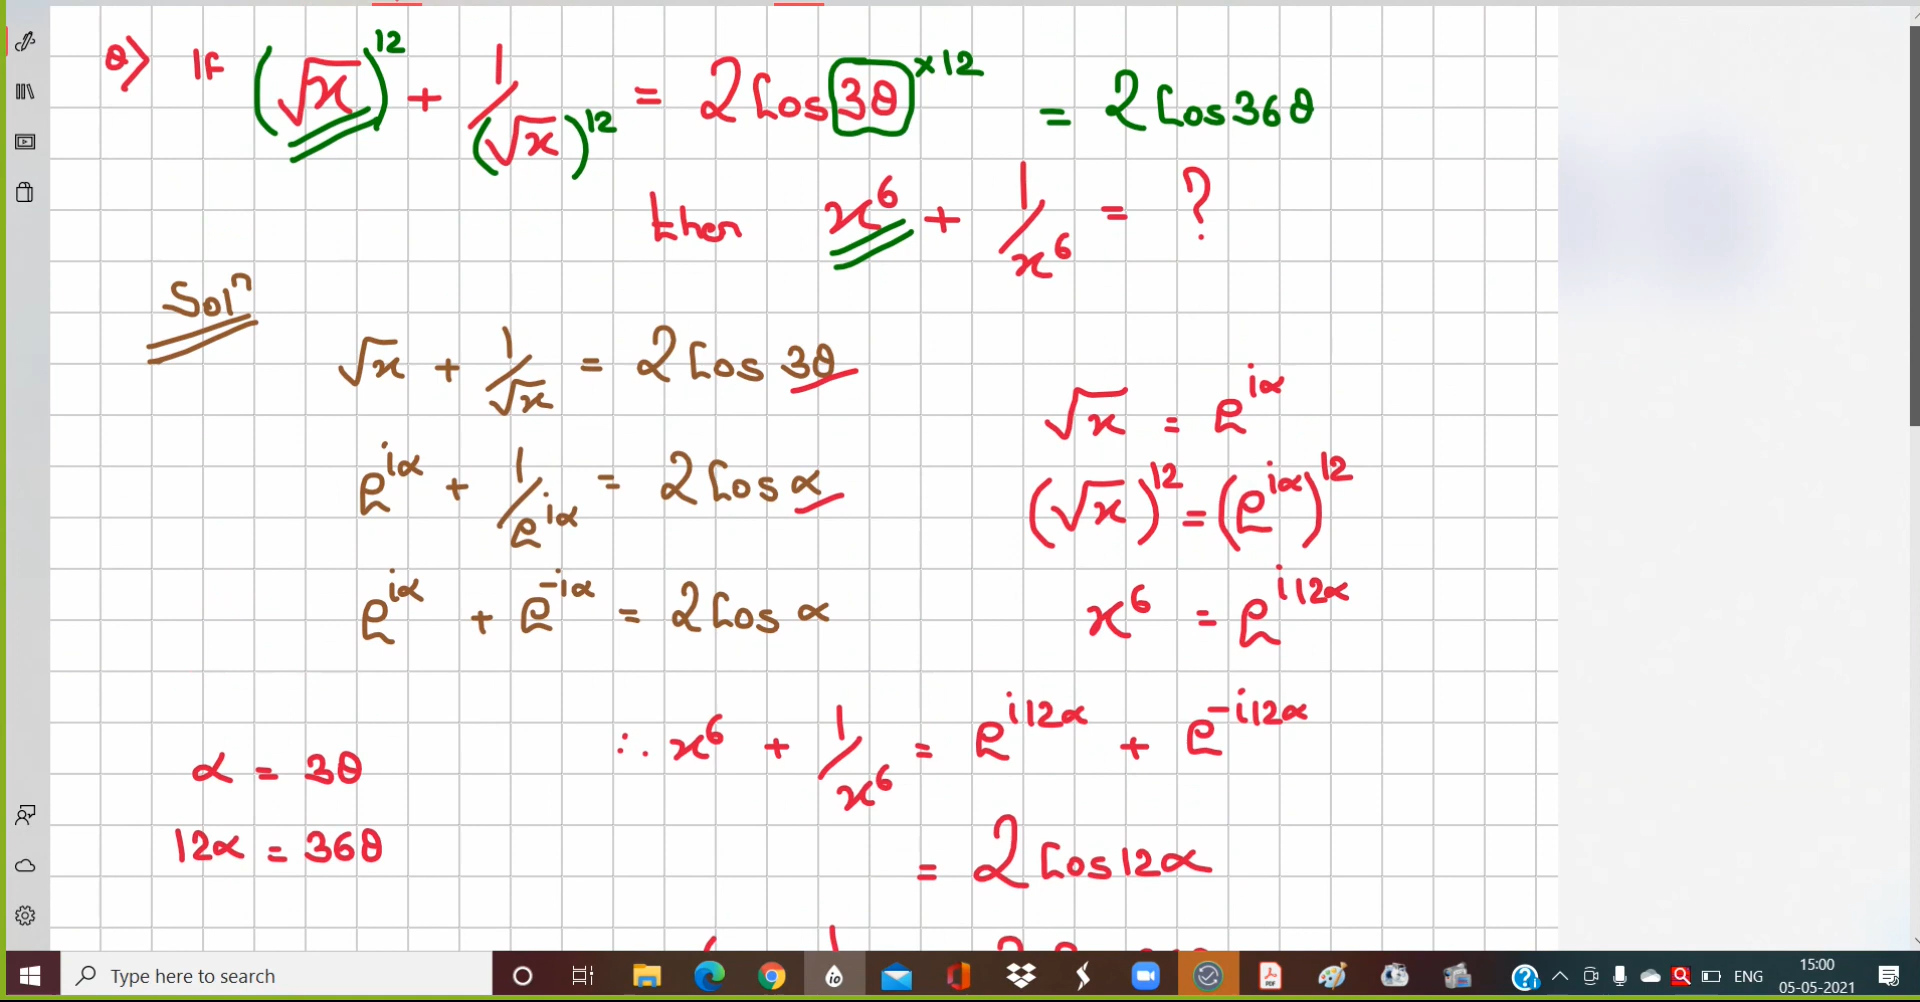 Q) If (√x)^12 + 1/(√x)^12 = 2 Cos 3θ ×12 = 2 Cos 36θ
then x^6 + 1/x^6 = ?
Solⁿ
√x + 1/√x = 2 Cos 3θ
e^iα + 1/e^iα = 2 Cos α
e^iα + e^-iα = 2 Cos α
√x = e^iα
(√x)^12 = (e^iα)^12
x^6 = e^i12α
∴ x^6 + 1/x^6 = e^i12α + e^-i12α
= 2 Cos 12α
α = 3θ
12α = 36θ
Type here to search
ENG
15:00
05-05-2021